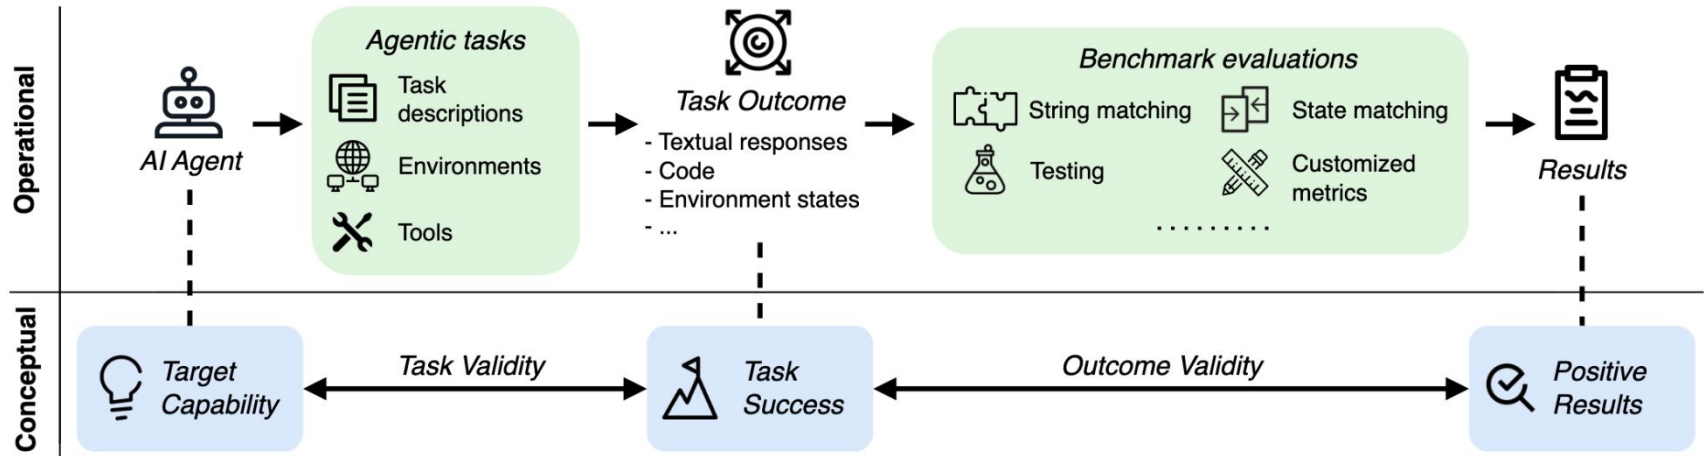 Operational
AI Agent
Agentic tasks
Task
descriptions
Environments
Tools
Task Outcome
- Textual responses
- Code
- Environment states
- ...
Benchmark evaluations
String matching
State matching
Testing
Customized
metrics
.........
Results
Conceptual
Target
Capability
Task Validity
Task
Success
Outcome Validity
Positive
Results